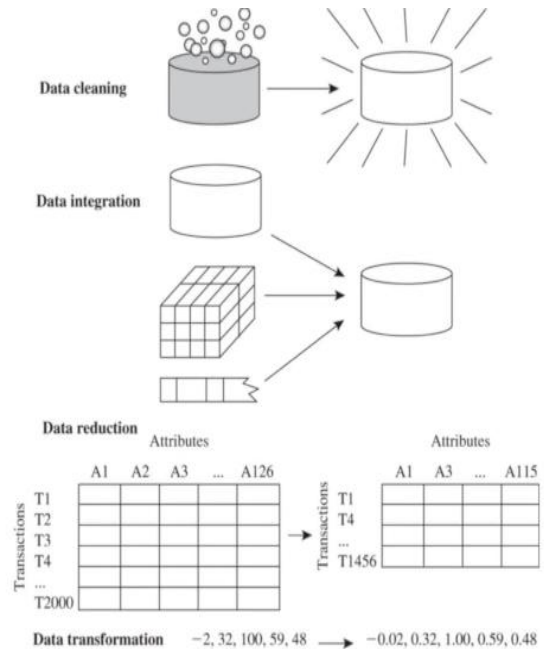 Data cleaning
Data integration
Data reduction
Attributes
A1 A2 A3 ... A126
Transactions
T1
T2
T3
T4
...
T2000
Attributes
A1 A3 ... A115
Transactions
T1
T4
...
T1456
Data transformation −2, 32, 100, 59, 48 −0.02, 0.32, 1.00, 0.59, 0.48